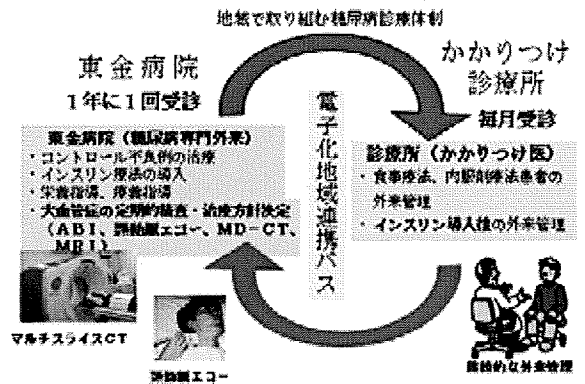 地域で取り組む糖尿病診療体制
東金病院
1年に1回受診
かかりつけ
診療所
毎月受診
東金病院（糖尿病専門外来）
・コントロール不良例の治療
・インスリン療法の導入
・栄養指導、療養指導
・大血管症の定期的検査・治療方針決定
（ABI、頸動脈エコー、MD-CT、
MRI）
電子化地域連携パス
診療所（かかりつけ医）
・食事療法、内服剤療法患者の
外来管理
・インスリン導入後の外来管理
マルチスライスCT
頸動脈エコー
な外来管理